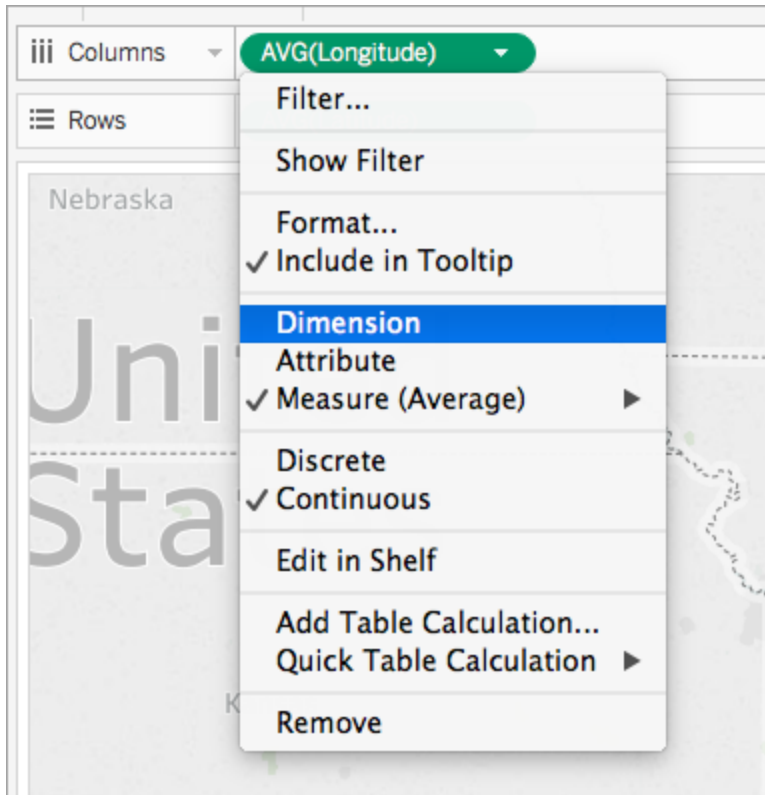 Columns
AVG(Longitude)
Filter...
Rows
Show Filter
Nebraska
Format...
✓ Include in Tooltip
Dimension
Uni
Attribute
✓ Measure (Average)
Discrete
Sta
✓ Continuous
Edit in Shelf
Add Table Calculation...
Quick Table Calculation
K
Remove